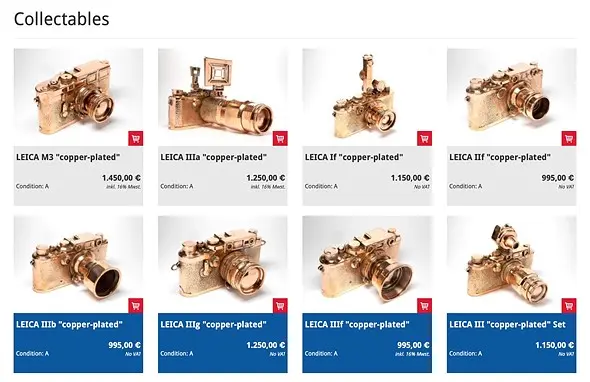 Collectables
LEICA M3 "copper-plated"
1.450,00 €
Condition: A
inkl. 16% Mwst.
LEICA IIIa "copper-plated"
1.250,00 €
Condition: A
inkl. 16% Mwst.
LEICA If "copper-plated"
1.150,00 €
Condition: A
No VAT
LEICA IIf "copper-plated"
995,00 €
Condition: A
No VAT
LEICA IIIb "copper-plated"
995,00 €
Condition: A
No VAT
LEICA IIIg "copper-plated"
1.250,00 €
Condition: A
No VAT
LEICA IIIf "copper-plated"
995,00 €
Condition: A
inkl. 16% Mwst.
LEICA III "copper-plated" Set
1.150,00 €
Condition: A
No VAT